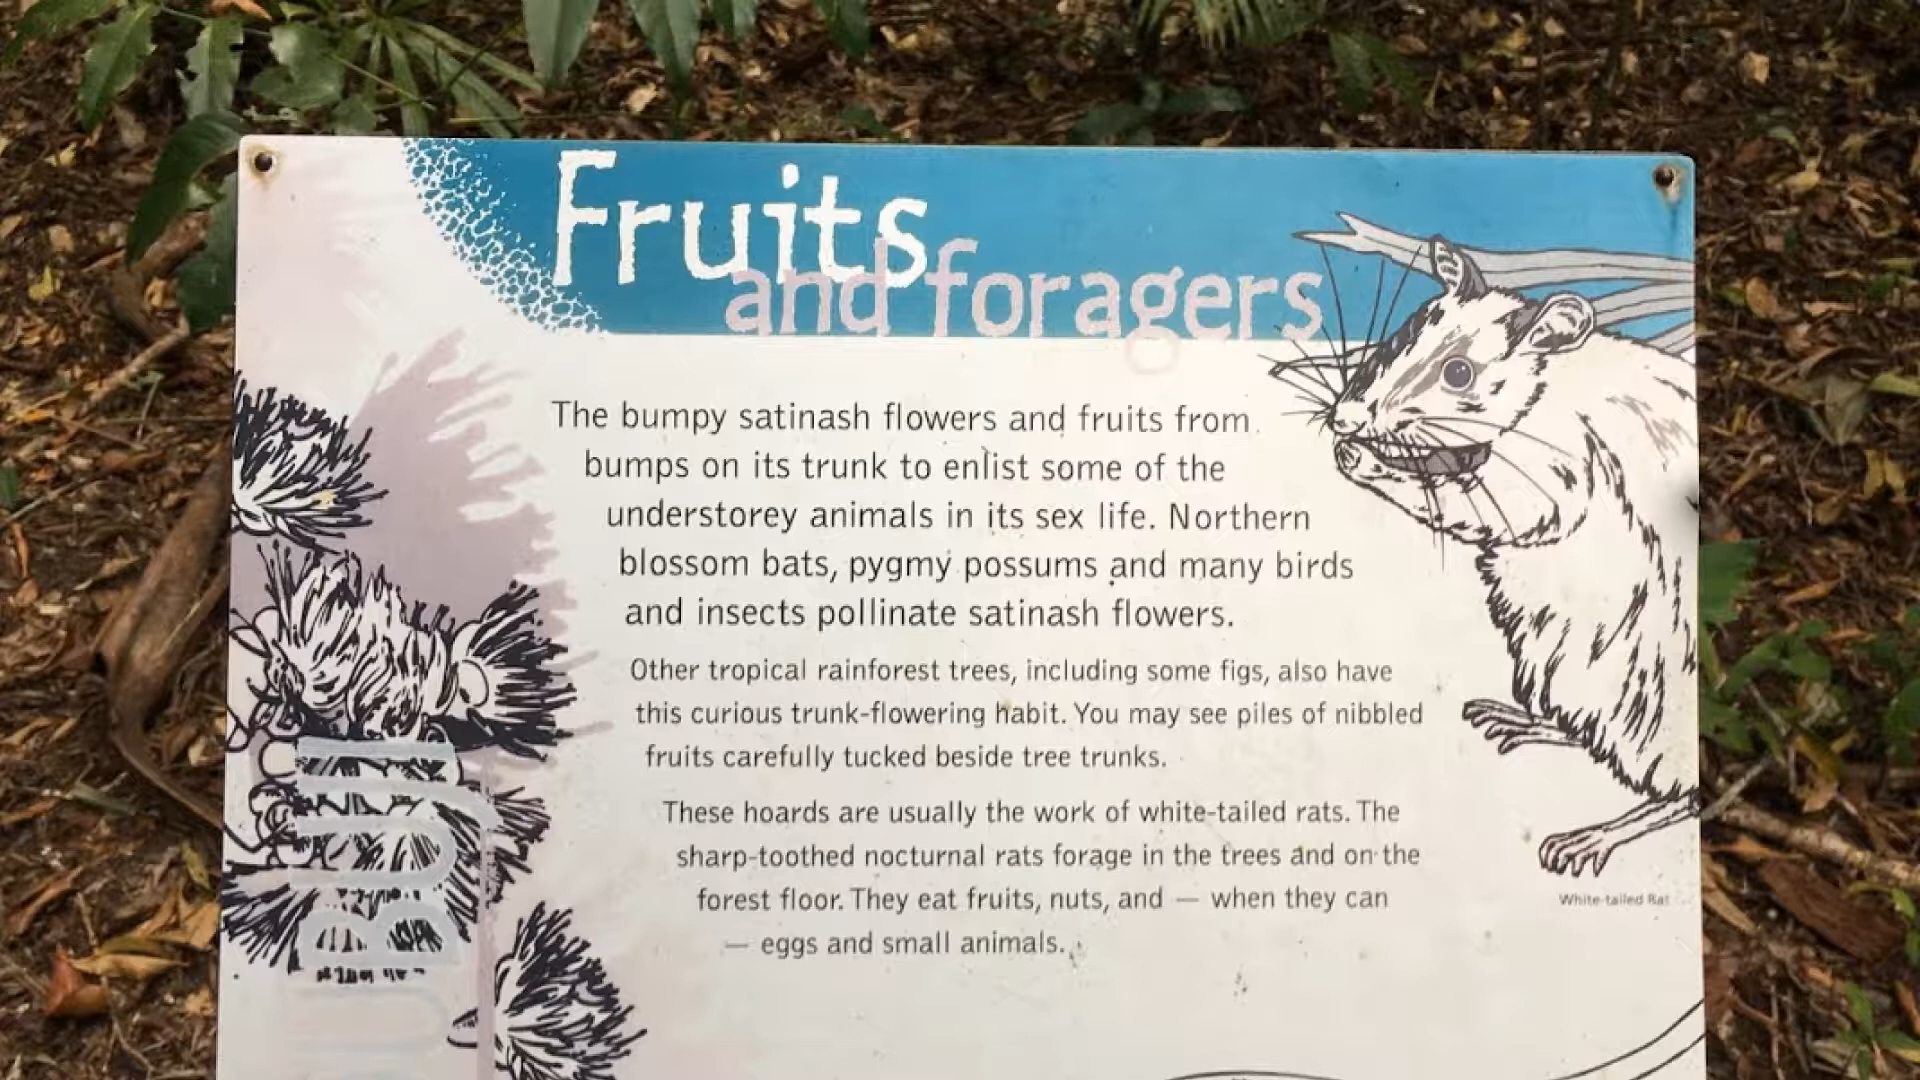 Fruits
and foragers
The bumpy satinash flowers and fruits from
bumps on its trunk to enlist some of the
understorey animals in its sex life. Northern
blossom bats, pygmy possums and many birds
and insects pollinate satinash flowers.
Other tropical rainforest trees, including some figs, also have
this curious trunk-flowering habit. You may see piles of nibbled
fruits carefully tucked beside tree trunks.
These hoards are usually the work of white-tailed rats. The
sharp-toothed nocturnal rats forage in the trees and on the
forest floor. They eat fruits, nuts, and — when they can
— eggs and small animals.
White-tailed Rat